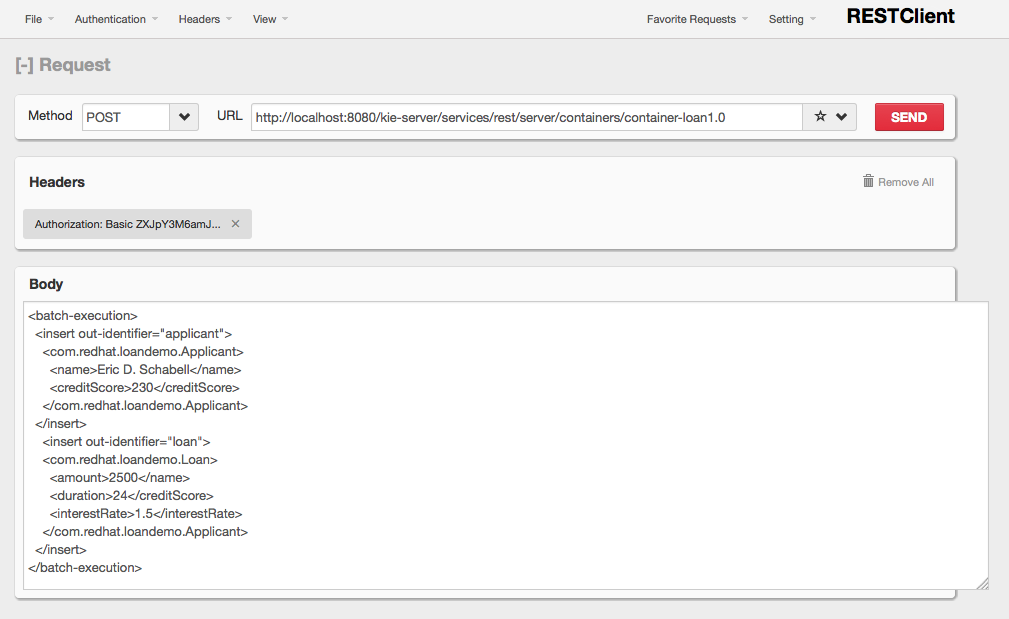 File Authentication Headers View Favorite Requests Setting RESTClient
[-] Request
Method POST URL http://localhost:8080/kie-server/services/rest/server/containers/container-loan1.0 SEND
Headers Remove All
Authorization: Basic ZXJpY3M6amJ... ×
Body
<batch-execution>
  <insert out-identifier="applicant">
    <com.redhat.loandemo.Applicant>
      <name>Eric D. Schabell</name>
      <creditScore>230</creditScore>
    </com.redhat.loandemo.Applicant>
  </insert>
    <insert out-identifier="loan">
    <com.redhat.loandemo.Loan>
      <amount>2500</name>
      <duration>24</creditScore>
      <interestRate>1.5</interestRate>
    </com.redhat.loandemo.Applicant>
  </insert>
</batch-execution>